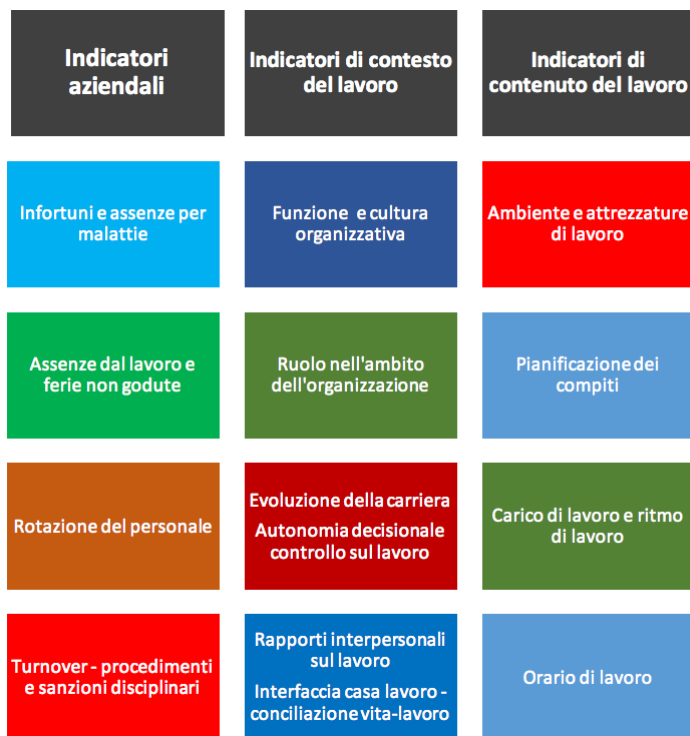 Indicatori
aziendali
Indicatori di contesto
del lavoro
Indicatori di
contenuto del lavoro
Infortuni e assenze per
malattie
Funzione e cultura
organizzativa
Ambiente e attrezzature
di lavoro
Assenze dal lavoro e
ferie non godute
Ruolo nell'ambito
dell'organizzazione
Pianificazione dei
compiti
Rotazione del personale
Evoluzione della carriera
Autonomia decisionale
controllo sul lavoro
Carico di lavoro e ritmo
di lavoro
Turnover - procedimenti
e sanzioni disciplinari
Rapporti interpersonali
sul lavoro
Interfaccia casa lavoro -
conciliazione vita-lavoro
Orario di lavoro